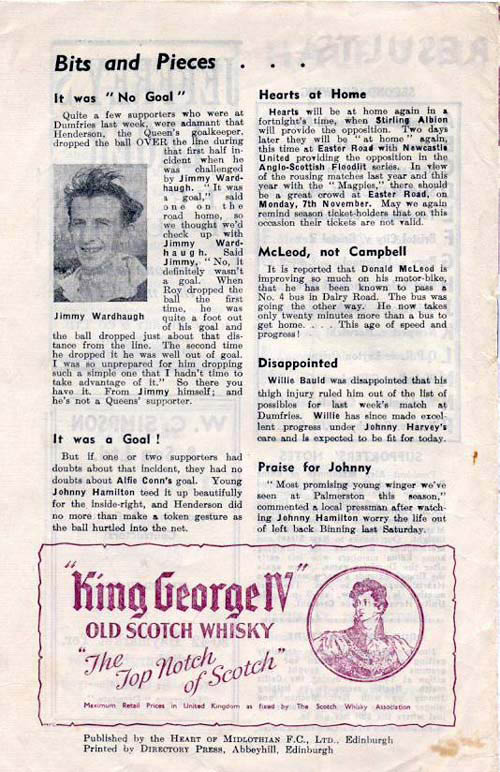 Bits and Pieces . . .
It was "No Goal"
Quite a few supporters who were at
Dumfries last week, were adamant that
Henderson, the Queen's goalkeeper,
dropped the ball OVER the line during
that first half in-
cident when he
was challenged
by Jimmy Ward-
haugh. "It was
a goal," said
one on the
road home, so
we thought we'd
check up with
Jimmy Ward-
haugh. Said
Jimmy, "No, it
definitely wasn't
a goal. When
Roy dropped the
ball the first
time, he was
quite a foot out
of his goal and
Jimmy Wardhaugh
the ball dropped just about that dis-
tance from the line. The second time
he dropped it he was well out of goal.
I was so unprepared for him dropping
such a simple one that I hadn't time to
take advantage of it." So there you
have it. From Jimmy himself; and
he's not a Queens' supporter.
It was a Goal!
But if one or two supporters had
doubts about that incident, they had no
doubts about Alfie Conn's goal. Young
Johnny Hamilton teed it up beautifully
for the inside-right, and Henderson did
no more than make a token gesture as
the ball hurtled into the net.
Hearts at Home
Hearts will be at home again in a
fortnight's time, when Stirling Albion
will provide the opposition. Two days
later they will be "at home" again,
this time at Easter Road with Newcastle
United providing the opposition in the
Anglo-Scottish Floodlit series. In view
of the rousing matches last year and this
year with the "Magpies," there should
be a great crowd at Easter Road, on
Monday, 7th November. May we again
remind season ticket-holders that on this
occasion their tickets are not valid.
McLeod, not Campbell
It is reported that Donald McLeod is
improving so much on his motor-bike,
that he has been known to pass a
No. 4 bus in Dalry Road. The bus was
going the other way. He now takes
only twenty minutes more than a bus to
get home. . . . This age of speed and
progress!
Disappointed
Willie Bauld was disappointed that his
thigh injury ruled him out of the list of
possibles for last week's match at
Dumfries. Willie has since made excel-
lent progress under Johnny Harvey's
care and is expected to be fit for today.
Praise for Johnny
"Most promising young winger we've
seen at Palmerston this season,"
commented a local pressman after watch-
ing Johnny Hamilton worry the life out
of left back Binning last Saturday.
"King George IV"
OLD SCOTCH WHISKY
"The
Top Notch
of Scotch"
Maximum Retail Prices in United Kingdom as fixed by The Scotch Whisky Association
Published by the HEART OF MIDLOTHIAN F.C., LTD., Edinburgh
Printed by DIRECTORY PRESS, Abbeyhill, Edinburgh